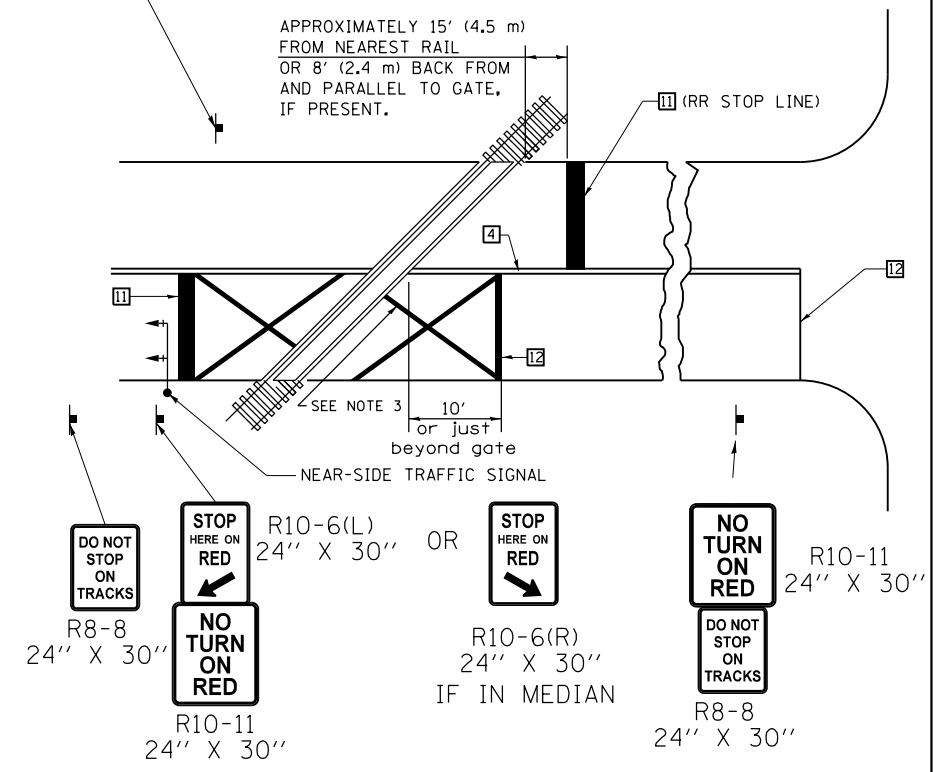 APPROXIMATELY 15' (4.5 m)
FROM NEAREST RAIL
OR 8' (2.4 m) BACK FROM
AND PARALLEL TO GATE,
IF PRESENT.
11 (RR STOP LINE)
4
12
11
12
SEE NOTE 3
10'
or just
beyond gate
NEAR-SIDE TRAFFIC SIGNAL
DO NOT
STOP
ON
TRACKS
R8-8
24'' X 30''
STOP
HERE ON
RED
R10-6(L)
24'' X 30''
NO
TURN
ON
RED
R10-11
24'' X 30''
OR
STOP
HERE ON
RED
R10-6(R)
24'' X 30''
IF IN MEDIAN
NO
TURN
ON
RED
R10-11
24'' X 30''
DO NOT
STOP
ON
TRACKS
R8-8
24'' X 30''